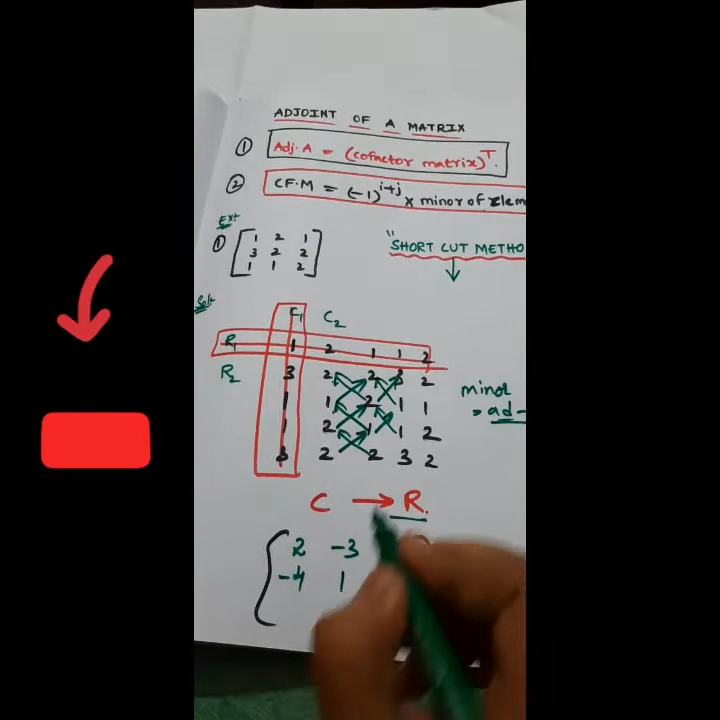 ADJOINT OF A MATRIX
① Adj.A = (cofactor matrix)ᵀ.
② CF.M = (-1)ⁱ⁺ʲ x minor of
Ex:-
① [1 2 1
3 2 2
1 1 2]
"SHORT CUT METHO
Sol:-
C₁ C₂
R₁ 1 2 1 1 2
R₂ 3 2 2 3 2
1 1 2 1 1
1 2 1 1 2
3 2 2 3 2
minor
= ad -
C → R.
2 -3
-4 1